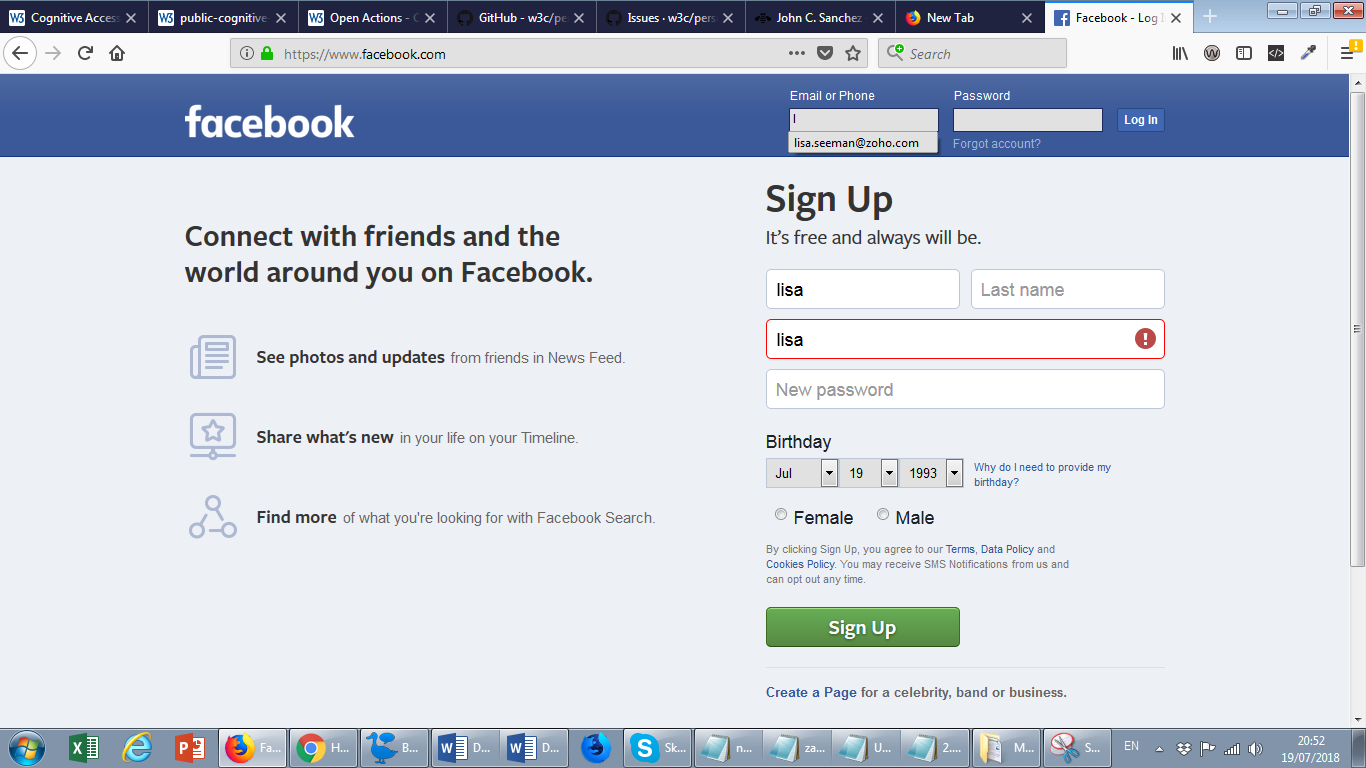 Cognitive Access
public-cognitive-
Open Actions - C
GitHub - w3c/pe
Issues · w3c/pers
John C. Sanchez
New Tab
Facebook - Log I
https://www.facebook.com
Search
facebook
Email or Phone
Password
l
Log In
lisa.seeman@zoho.com
Forgot account?
Sign Up
It's free and always will be.
Connect with friends and the
world around you on Facebook.
lisa
Last name
lisa
New password
See photos and updates from friends in News Feed.
Share what's new in your life on your Timeline.
Find more of what you're looking for with Facebook Search.
Birthday
Jul 19 1993
Why do I need to provide my
birthday?
Female Male
By clicking Sign Up, you agree to our Terms, Data Policy and
Cookies Policy. You may receive SMS Notifications from us and
can opt out any time.
Sign Up
Create a Page for a celebrity, band or business.
Fa...
H...
B...
D...
D...
Sk...
n...
za...
U...
2....
M...
S...
EN
20:52
19/07/2018